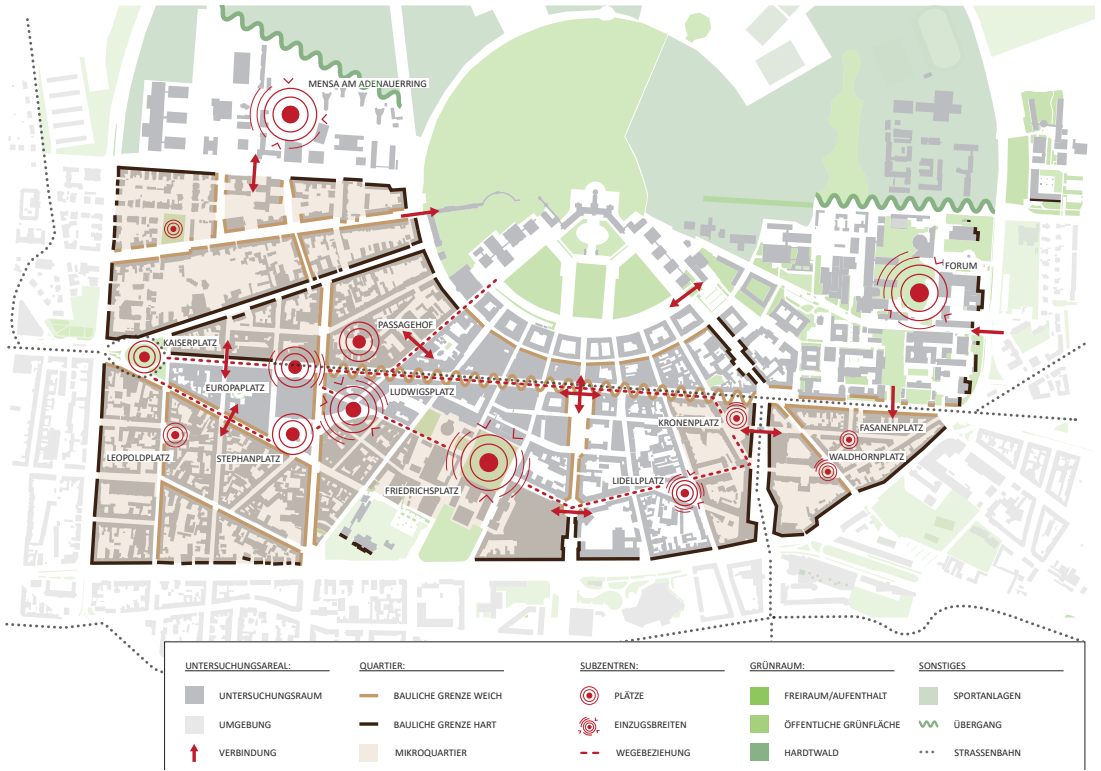 MENSA AM ADENAUERRING
FORUM
PASSAGEHOF
KAISERPLATZ
EUROPAPLATZ
LUDWIGSPLATZ
KRONENPLATZ
FASANENPLATZ
LEOPOLDPLATZ
STEPHANPLATZ
WALDHORNPLATZ
FRIEDRICHSPLATZ
LIDELLPLATZ
UNTERSUCHUNGSAREAL:
UNTERSUCHUNGSRAUM
UMGEBUNG
VERBINDUNG
QUARTIER:
BAULICHE GRENZE WEICH
BAULICHE GRENZE HART
MIKROQUARTIER
SUBZENTREN:
PLÄTZE
EINZUGSBREITEN
WEGEBEZIEHUNG
GRÜNRAUM:
FREIRAUM/AUFENTHALT
ÖFFENTLICHE GRÜNFLÄCHE
HARDTWALD
SONSTIGES
SPORTANLAGEN
ÜBERGANG
STRASSENBAHN